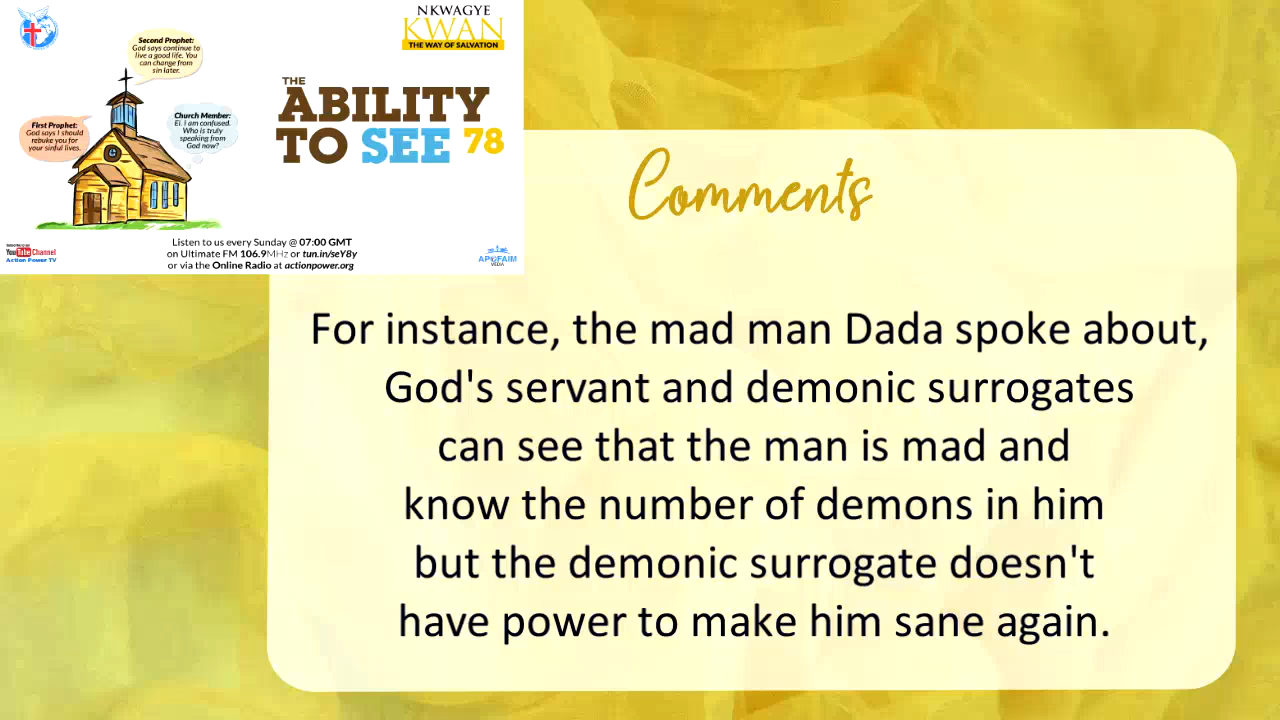 NKWAGYE
KWAN
THE WAY OF SALVATION
Second Prophet:
God says continue to
live a good life. You
can change from
sin later.
First Prophet:
God says I should
rebuke you for
your sinful lives.
Church Member:
Ei. I am confused.
Who is truly
speaking from
God now?
THE
ABILITY
TO SEE 78
YouTube Channel
Action Power TV
Listen to us every Sunday @ 07:00 GMT
on Ultimate FM 106.9MHz or tun.in/seY8y
or via the Online Radio at actionpower.org
Comments
For instance, the mad man Dada spoke about,
God's servant and demonic surrogates
can see that the man is mad and
know the number of demons in him
but the demonic surrogate doesn't
have power to make him sane again.